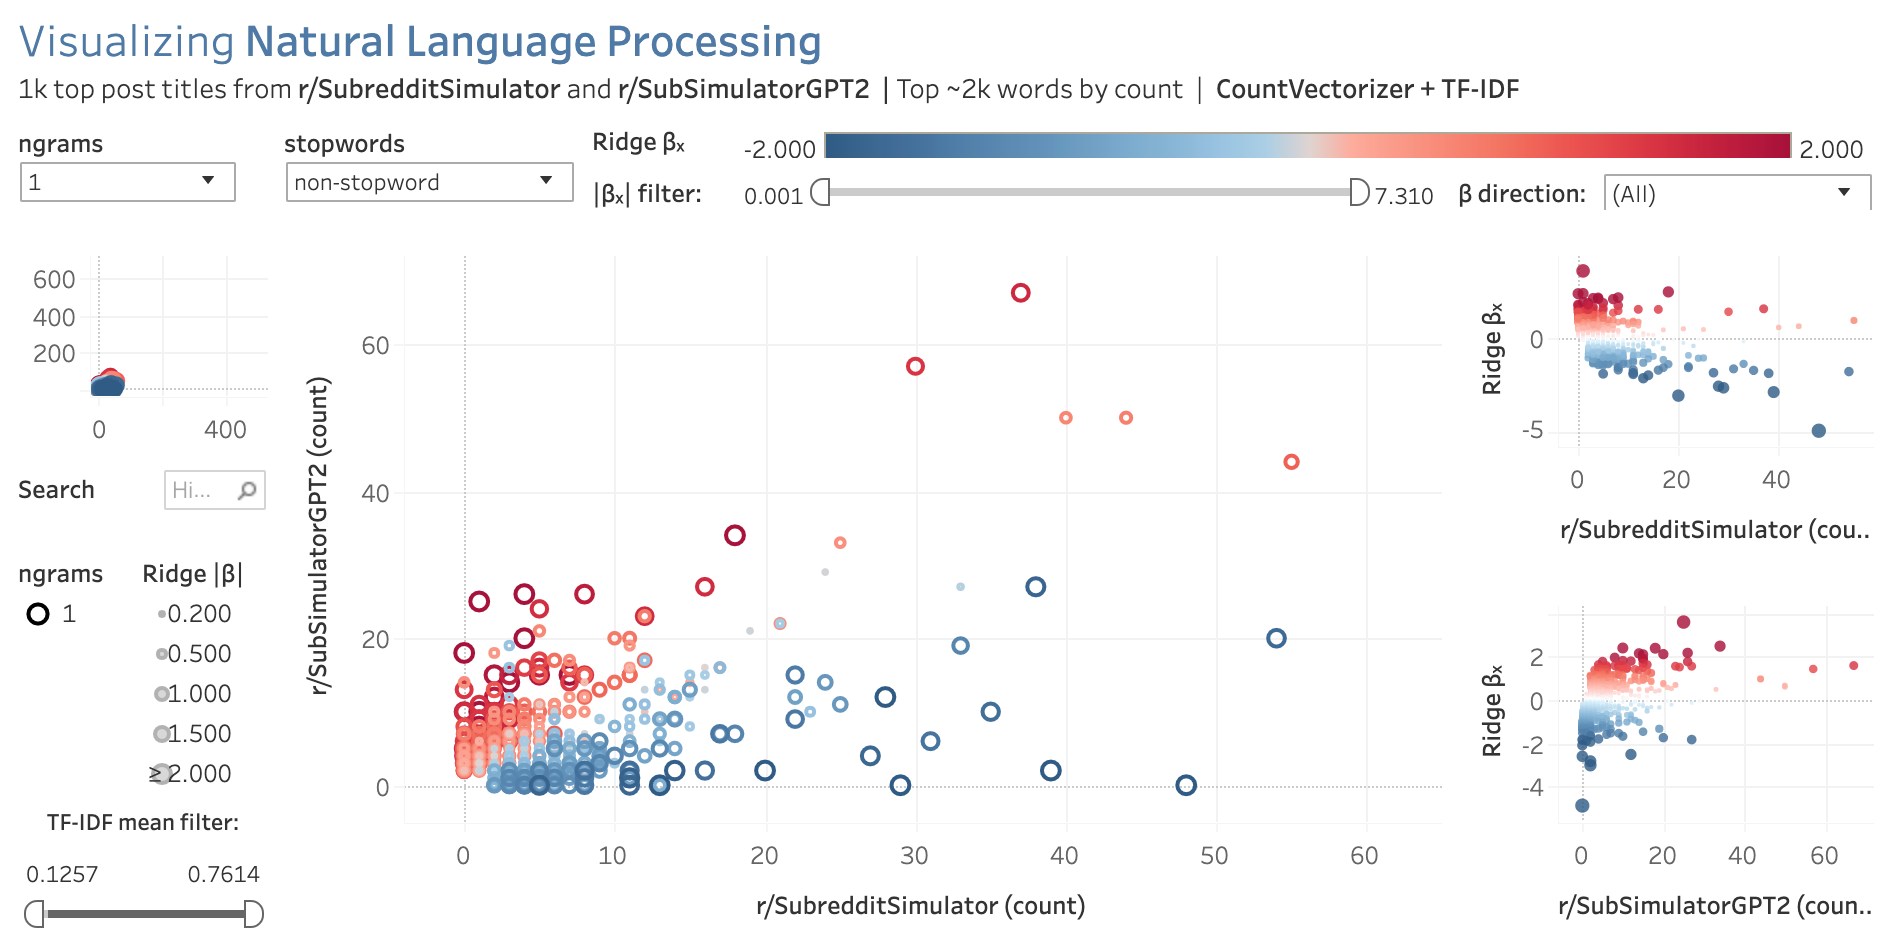 Visualizing Natural Language Processing
1k top post titles from r/SubredditSimulator and r/SubSimulatorGPT2 | Top ~2k words by count | CountVectorizer + TF-IDF
ngrams
1
stopwords
non-stopword
Ridge βₓ
-2.000
2.000
|βₓ| filter:
0.001
7.310
β direction:
(All)
600
400
200
0
400
Search
Hi...
ngrams
1
Ridge |β|
0.200
0.500
1.000
1.500
≥2.000
TF-IDF mean filter:
0.1257
0.7614
r/SubSimulatorGPT2 (count)
60
40
20
0
0
10
20
30
40
50
60
r/SubredditSimulator (count)
Ridge βₓ
0
-5
0
20
40
r/SubredditSimulator (cou..
Ridge βₓ
2
0
-2
-4
0
20
40
60
r/SubSimulatorGPT2 (coun..